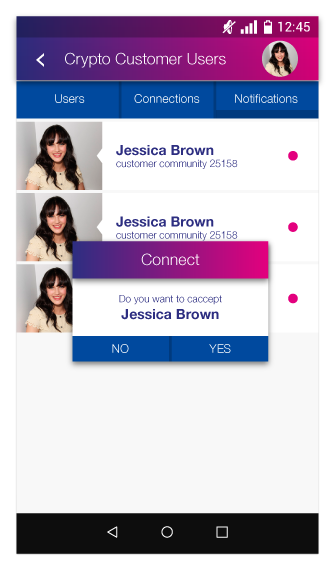 12:45
Crypto Customer Users
Users Connections Notifications
Jessica Brown
customer community 25158
Jessica Brown
customer community 25158
Connect
Do you want to caccept
Jessica Brown
NO YES